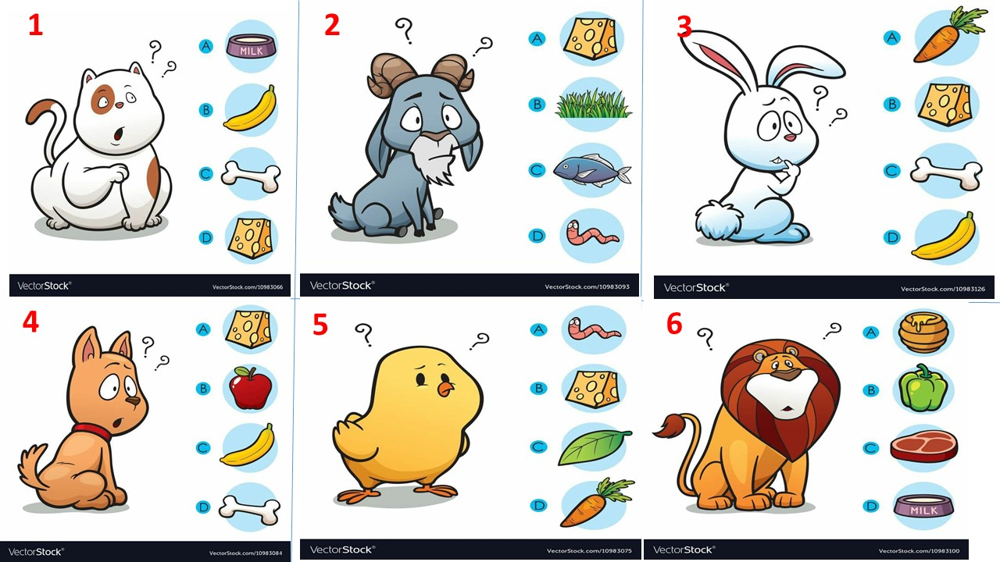 1
A
MILK
B
C
D
VectorStock®
VectorStock.com/10983066
2
A
B
C
D
VectorStock®
VectorStock.com/10983093
3
A
B
C
D
VectorStock®
VectorStock.com/10983126
4
A
B
C
D
VectorStock®
VectorStock.com/10983084
5
A
B
C
D
VectorStock®
VectorStock.com/10983075
6
A
B
C
D
MILK
VectorStock®
VectorStock.com/10983100